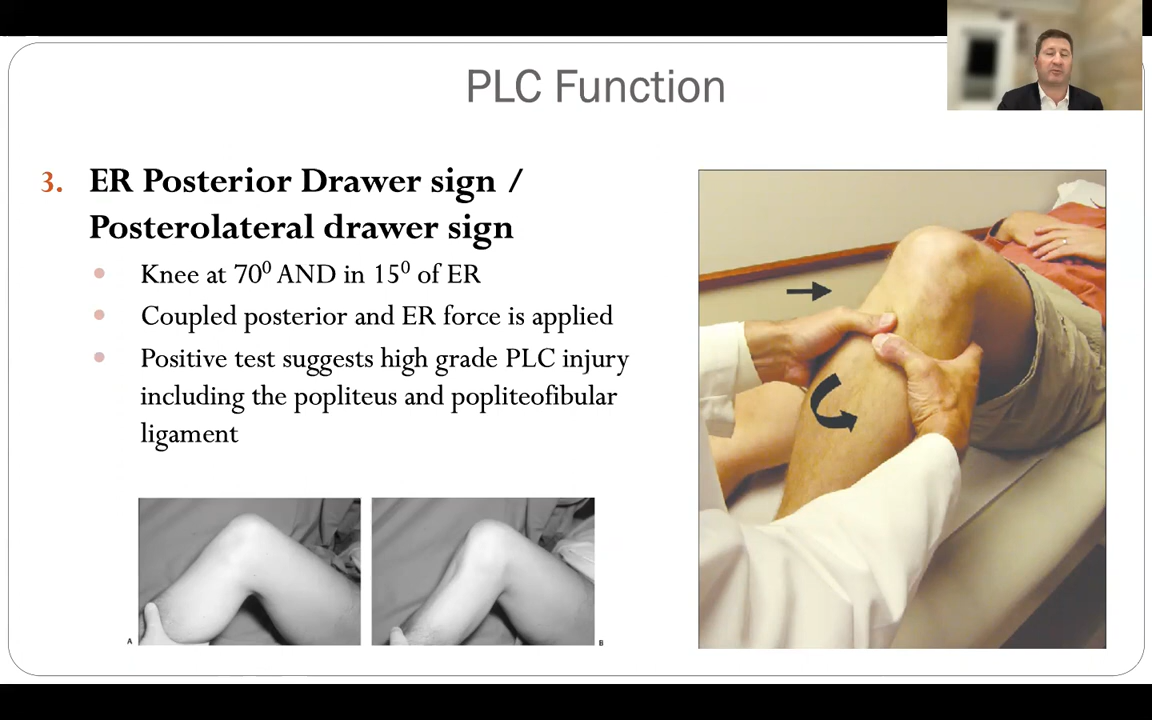 PLC Function
3. ER Posterior Drawer sign /
Posterolateral drawer sign
• Knee at 70⁰ AND in 15⁰ of ER
• Coupled posterior and ER force is applied
• Positive test suggests high grade PLC injury
including the popliteus and popliteofibular
ligament
A
B